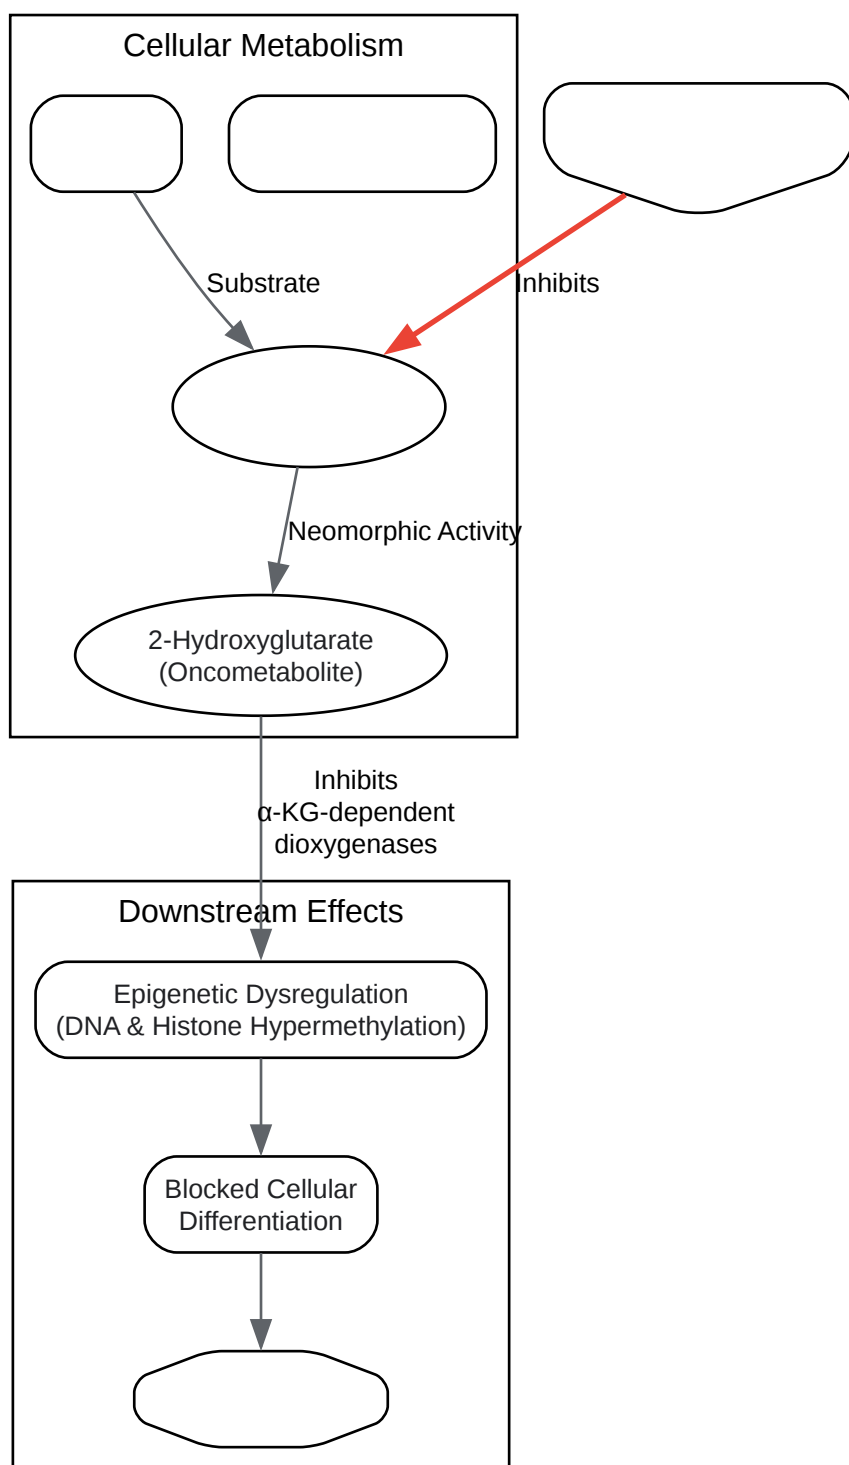 Cellular Metabolism
Substrate
Inhibits
Neomorphic Activity
2-Hydroxyglutarate
(Oncometabolite)
Inhibits
α-KG-dependent
dioxygenases
Downstream Effects
Epigenetic Dysregulation
(DNA & Histone Hypermethylation)
Blocked Cellular
Differentiation